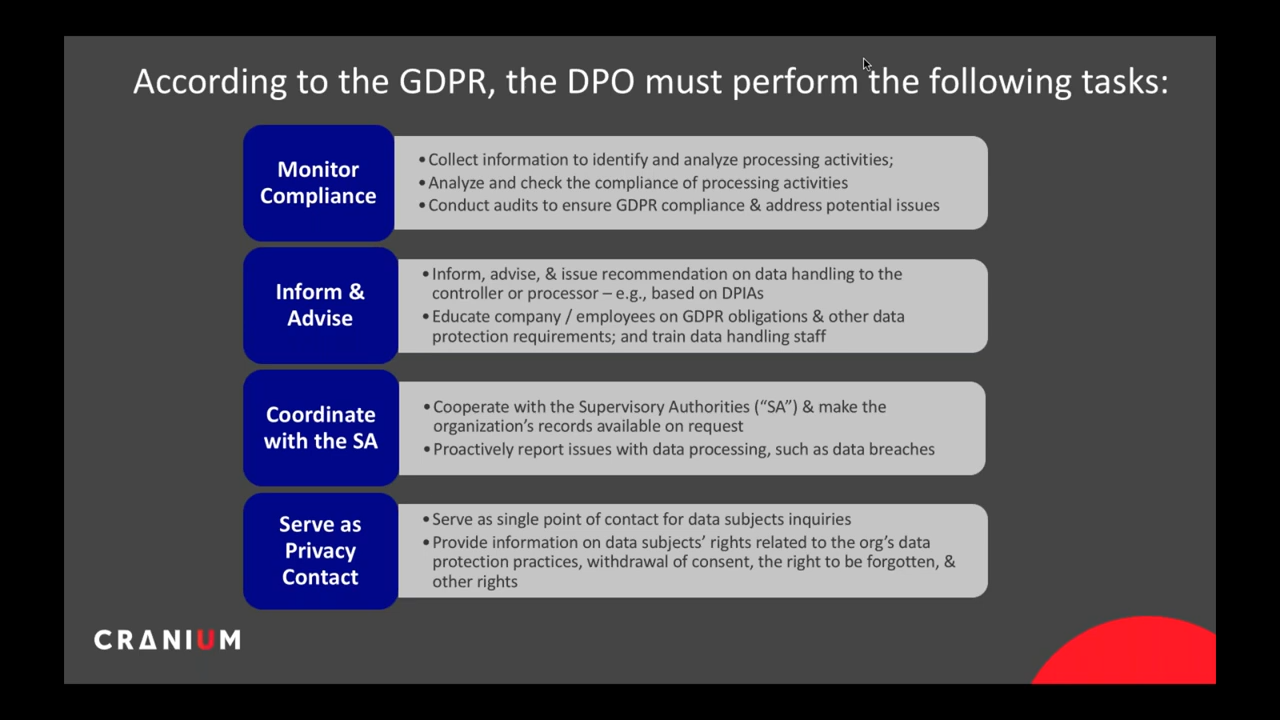 According to the GDPR, the DPO must perform the following tasks:
Monitor
Compliance
•Collect information to identify and analyze processing activities;
•Analyze and check the compliance of processing activities
•Conduct audits to ensure GDPR compliance & address potential issues
Inform &
Advise
•Inform, advise, & issue recommendation on data handling to the
controller or processor – e.g., based on DPIAs
•Educate company / employees on GDPR obligations & other data
protection requirements; and train data handling staff
Coordinate
with the SA
•Cooperate with the Supervisory Authorities (“SA”) & make the
organization’s records available on request
•Proactively report issues with data processing, such as data breaches
Serve as
Privacy
Contact
•Serve as single point of contact for data subjects inquiries
•Provide information on data subjects’ rights related to the org’s data
protection practices, withdrawal of consent, the right to be forgotten, &
other rights
CRANIUM